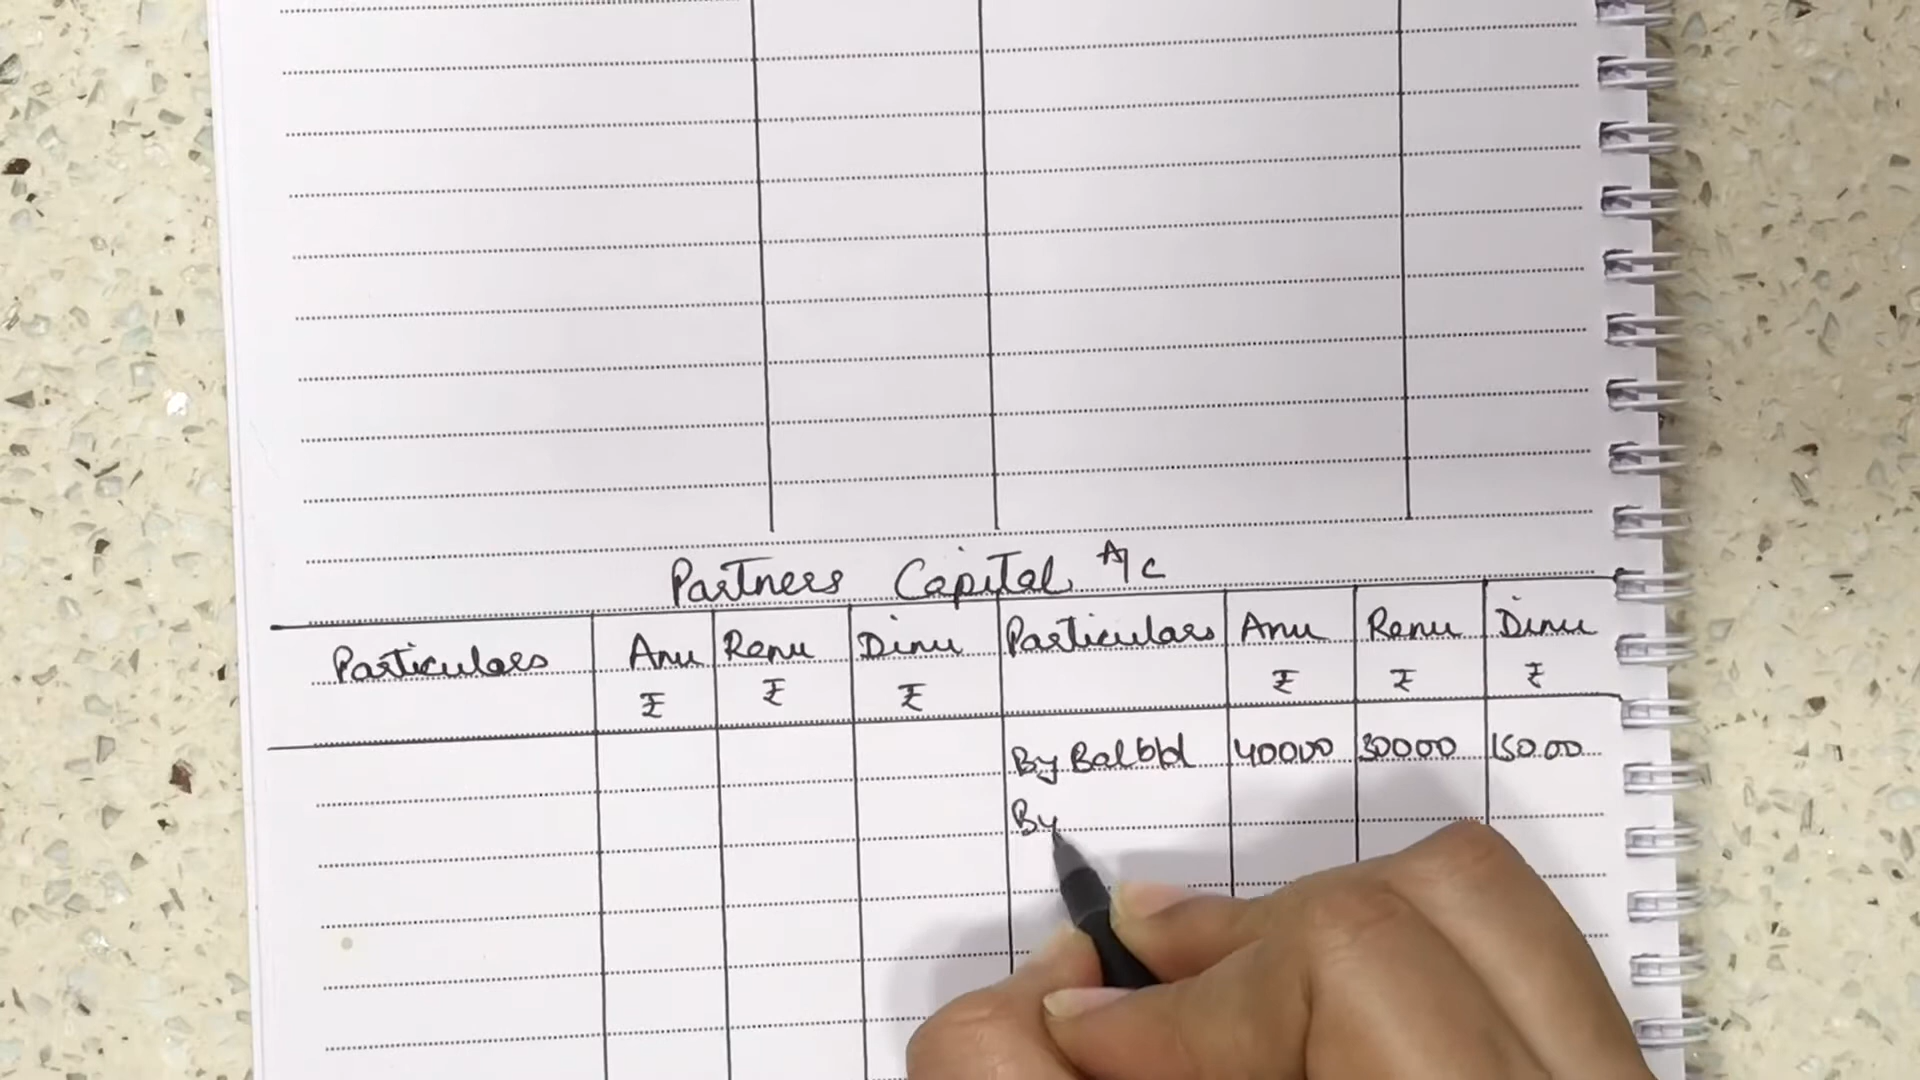 Partners Capital A/c
Particulars Anu Renu Dinu Particulars Anu Renu Dinu
₹ ₹ ₹ ₹ ₹ ₹
By Bal b/d 40000 30000 15000
By